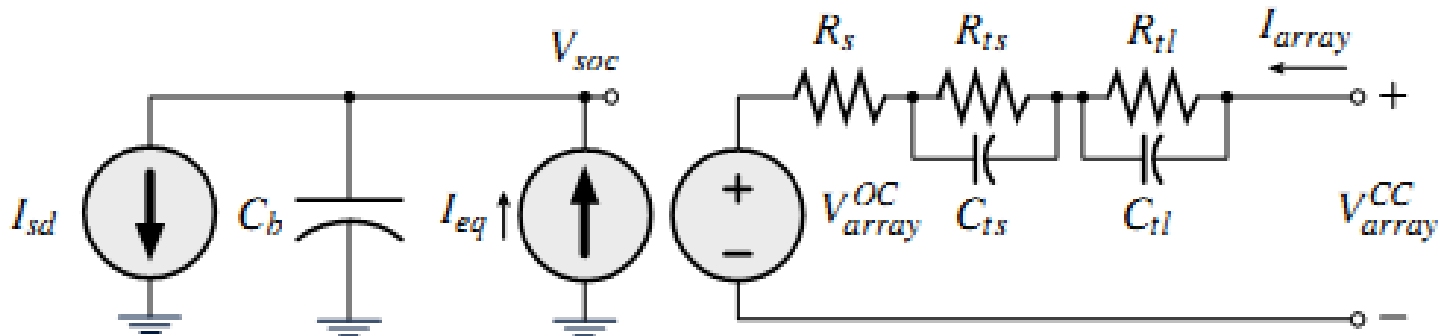 V_soc
R_s
R_ts
R_tl
I_array
+
I_sd
C_b
I_eq
+
−
V_array^OC
C_ts
C_tl
V_array^CC
−